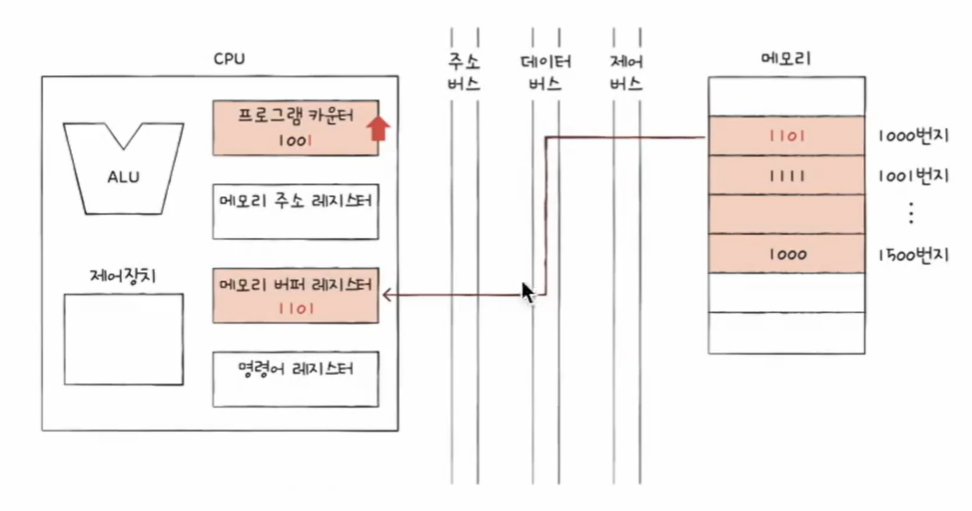 CPU
프로그램 카운터
1001
ALU
메모리 주소 레지스터
제어장치
메모리 버퍼 레지스터
1101
명령어 레지스터
주소
버스
데이터
버스
제어
버스
메모리
1101 1000번지
1111 1001번지
⋮
1000 1500번지